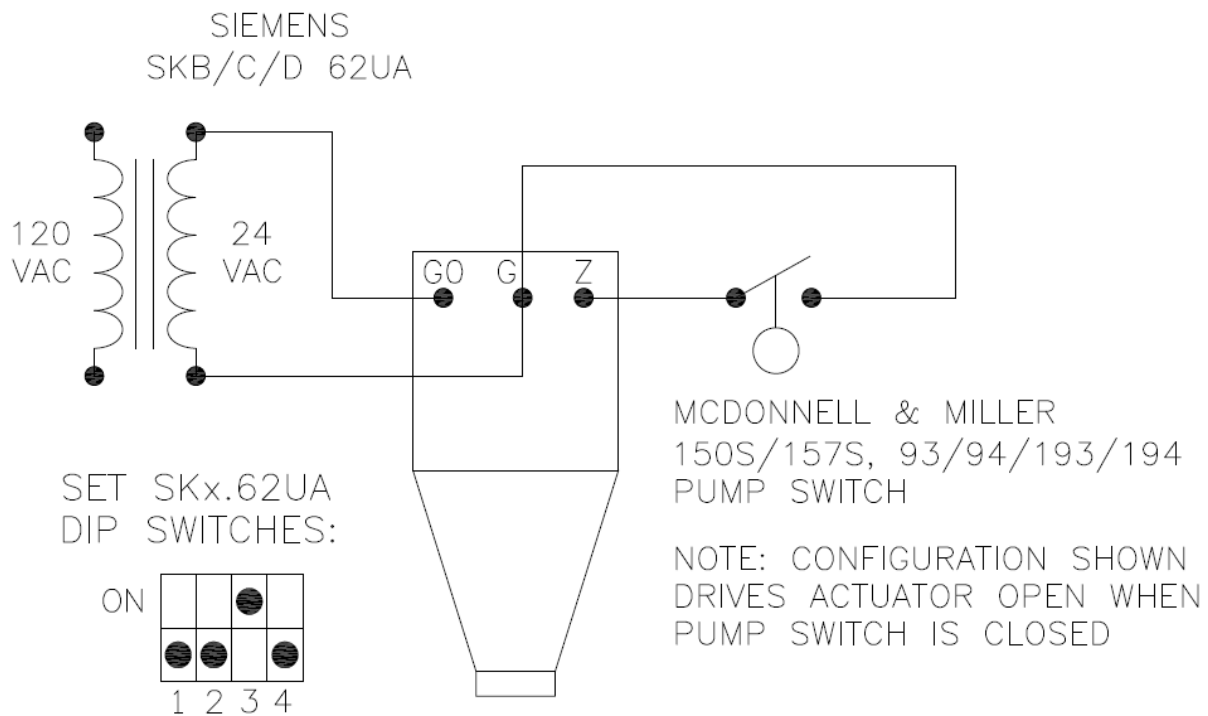 SIEMENS
SKB/C/D 62UA
120
VAC
24
VAC
G0 G Z
MCDONNELL & MILLER
150S/157S, 93/94/193/194
PUMP SWITCH
NOTE: CONFIGURATION SHOWN
DRIVES ACTUATOR OPEN WHEN
PUMP SWITCH IS CLOSED
SET SKx.62UA
DIP SWITCHES:
ON
1 2 3 4